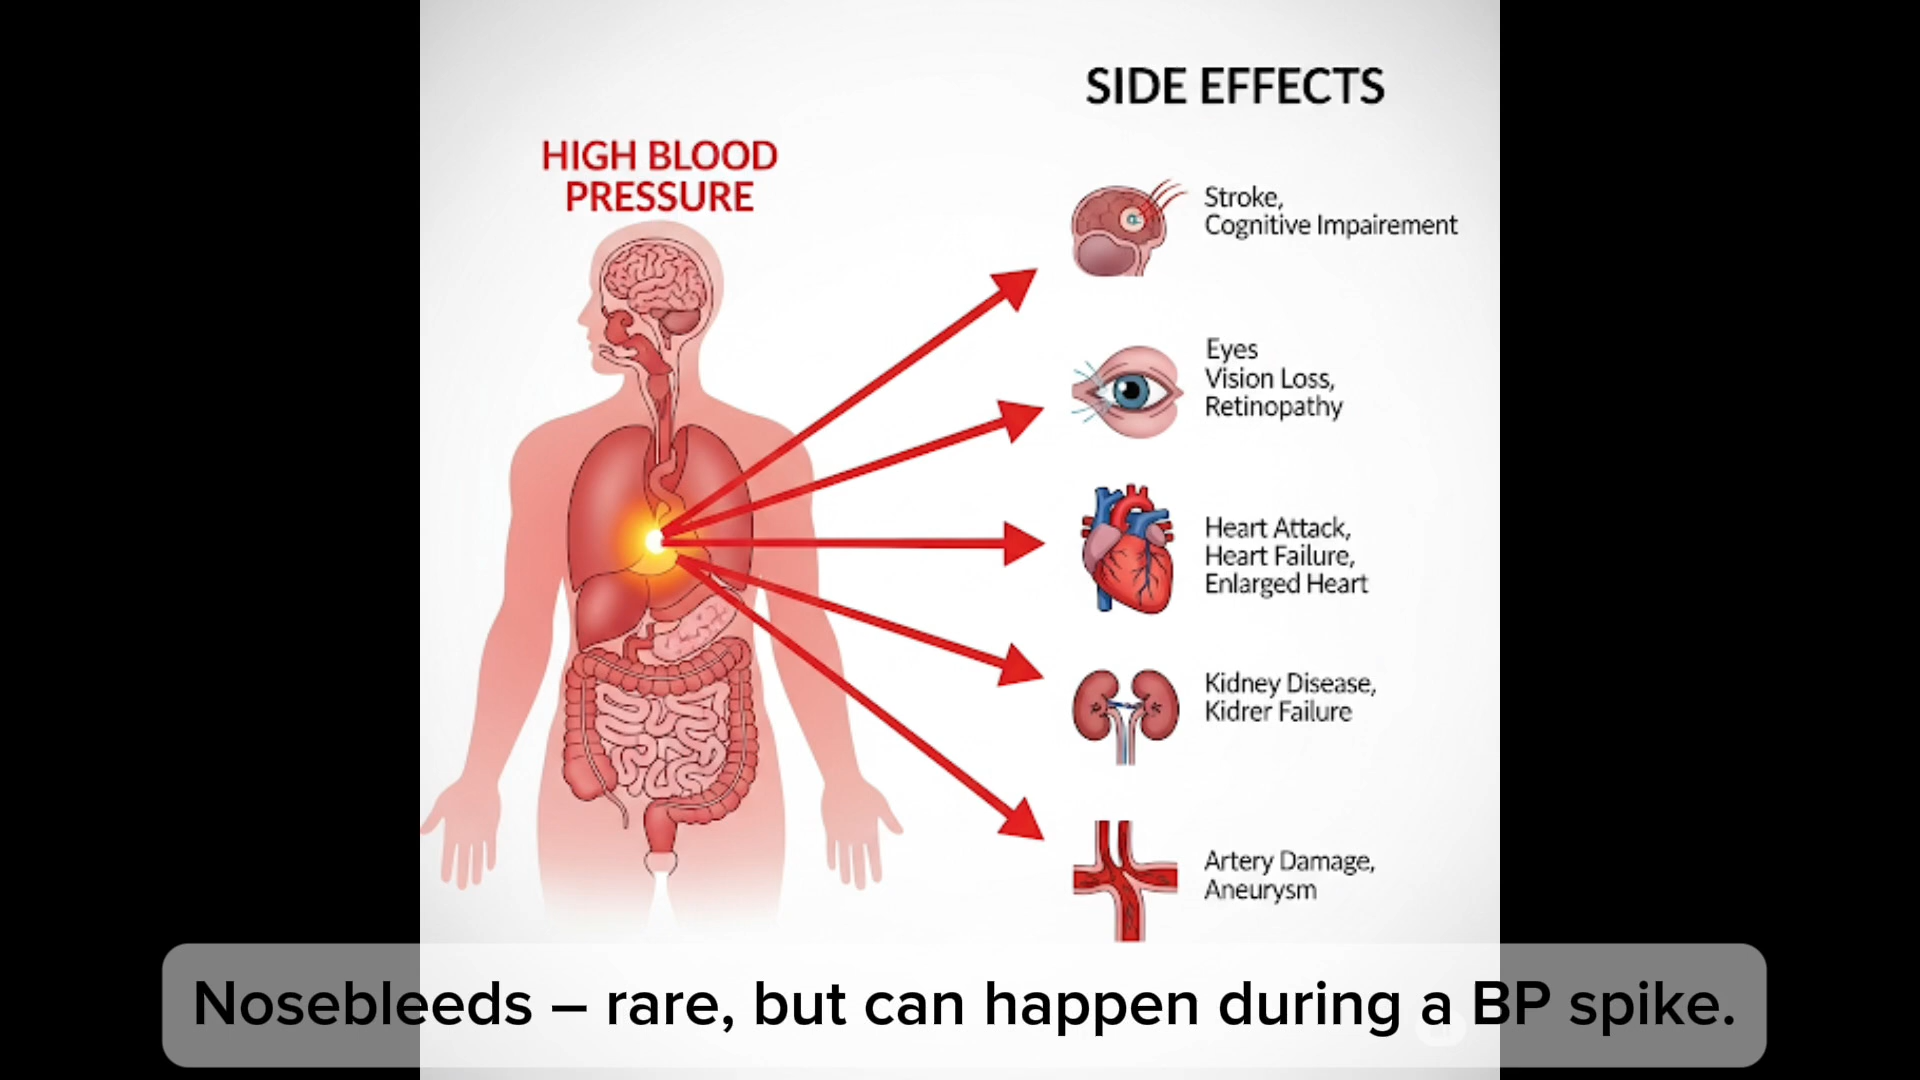 SIDE EFFECTS
HIGH BLOOD
PRESSURE
Stroke,
Cognitive Impairement
Eyes
Vision Loss,
Retinopathy
Heart Attack,
Heart Failure,
Enlarged Heart
Kidney Disease,
Kidrer Failure
Artery Damage,
Aneurysm
Nosebleeds – rare, but can happen during a BP spike.